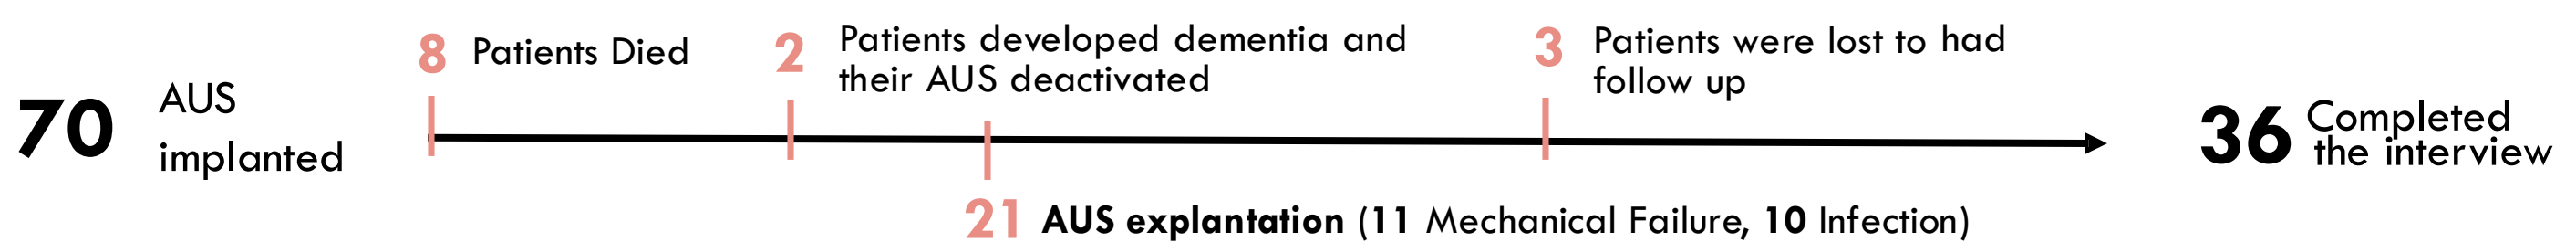 70 AUS
implanted
8 Patients Died
2 Patients developed dementia and
their AUS deactivated
21 AUS explantation (11 Mechanical Failure, 10 Infection)
3 Patients were lost to had
follow up
36 Completed
the interview